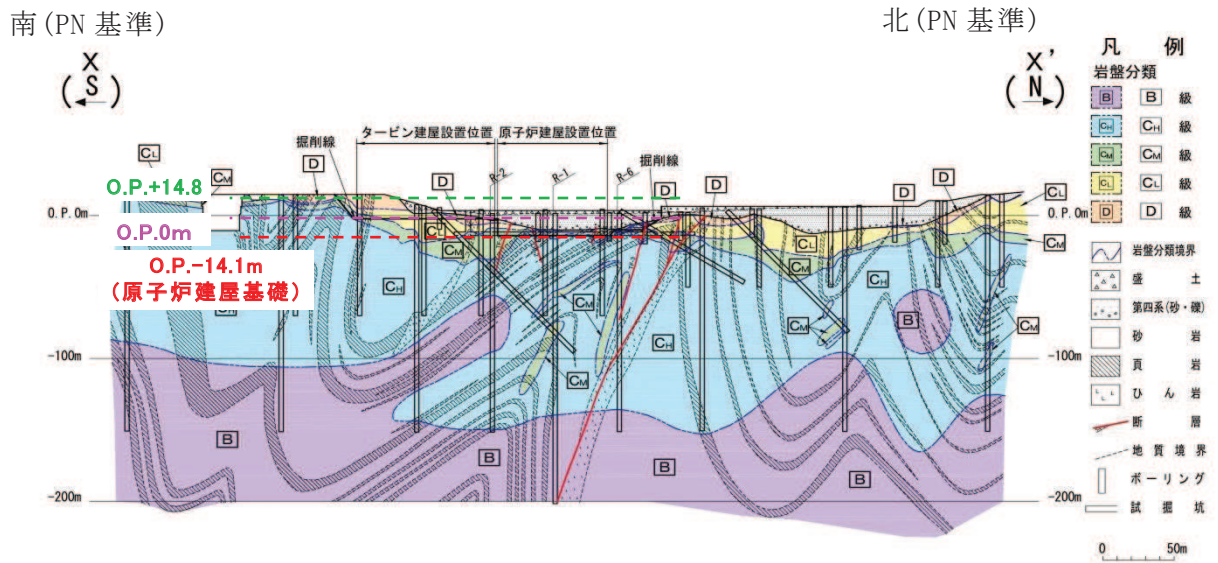 南(PN 基準)
北(PN 基準)
X
(S)
X'
(N)
凡 例
岩盤分類
B B 級
CH CH 級
CM CM 級
CL CL 級
D D 級
岩盤分類境界
盛 土
第四系(砂・礫)
砂 岩
頁 岩
ひ ん 岩
断 層
地 質 境 界
ボ ー リ ン グ
試 掘 坑
0 50m
タービン建屋設置位置
原子炉建屋設置位置
掘削線
掘削線
CL
CM
D
D
R-2
R-1
R-6
D
D
D
D
CL
CM
O.P.+14.8
O.P.0m
O.P.0m
O.P.0m
O.P.-14.1m
(原子炉建屋基礎)
CL
CM
CL
CM
CH
CH
CM
CH
CH
CM
CM
CM
B
-100m
-100m
B
B
B
B
-200m
-200m